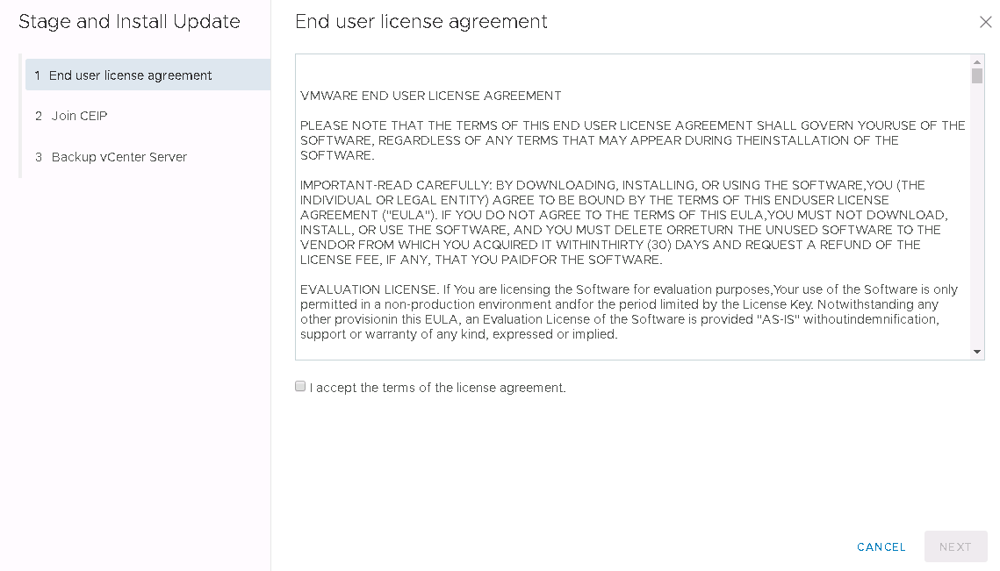 Stage and Install Update
1 End user license agreement
2 Join CEIP
3 Backup vCenter Server
End user license agreement
VMWARE END USER LICENSE AGREEMENT
PLEASE NOTE THAT THE TERMS OF THIS END USER LICENSE AGREEMENT SHALL GOVERN YOURUSE OF THE
SOFTWARE, REGARDLESS OF ANY TERMS THAT MAY APPEAR DURING THEINSTALLATION OF THE
SOFTWARE.
IMPORTANT-READ CAREFULLY: BY DOWNLOADING, INSTALLING, OR USING THE SOFTWARE,YOU (THE
INDIVIDUAL OR LEGAL ENTITY) AGREE TO BE BOUND BY THE TERMS OF THIS ENDUSER LICENSE
AGREEMENT ("EULA"). IF YOU DO NOT AGREE TO THE TERMS OF THIS EULA,YOU MUST NOT DOWNLOAD,
INSTALL, OR USE THE SOFTWARE, AND YOU MUST DELETE ORRETURN THE UNUSED SOFTWARE TO THE
VENDOR FROM WHICH YOU ACQUIRED IT WITHINTHIRTY (30) DAYS AND REQUEST A REFUND OF THE
LICENSE FEE, IF ANY, THAT YOU PAIDFOR THE SOFTWARE.
EVALUATION LICENSE. If You are licensing the Software for evaluation purposes,Your use of the Software is only
permitted in a non-production environment andfor the period limited by the License Key. Notwithstanding any
other provisionin this EULA, an Evaluation License of the Software is provided "AS-IS" withoutindemnification,
support or warranty of any kind, expressed or implied.
I accept the terms of the license agreement.
CANCEL
NEXT